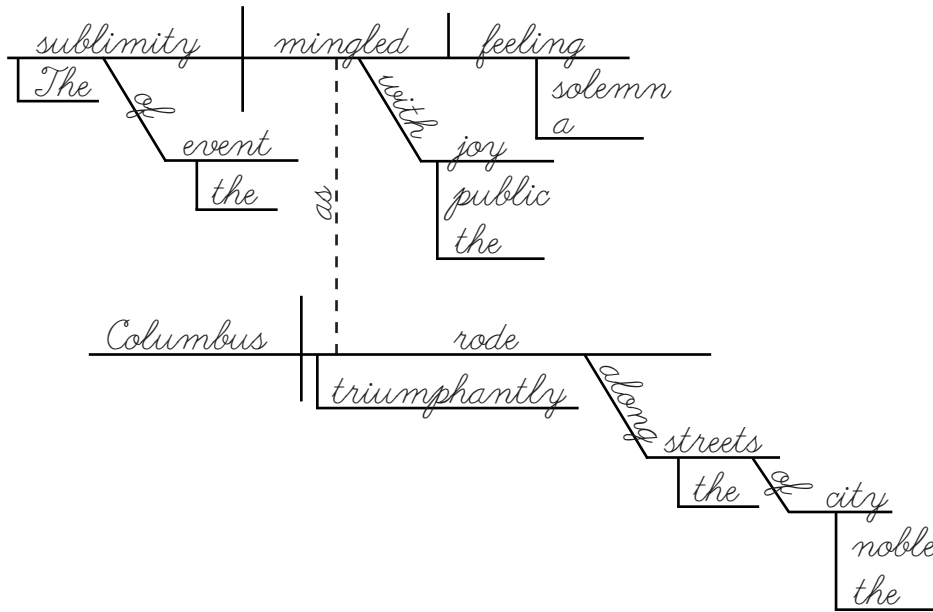 sublimity mingled feeling
The of with solemn
a
event joy
the as public
the
Columbus rode
triumphantly along
streets
the of city
noble
the